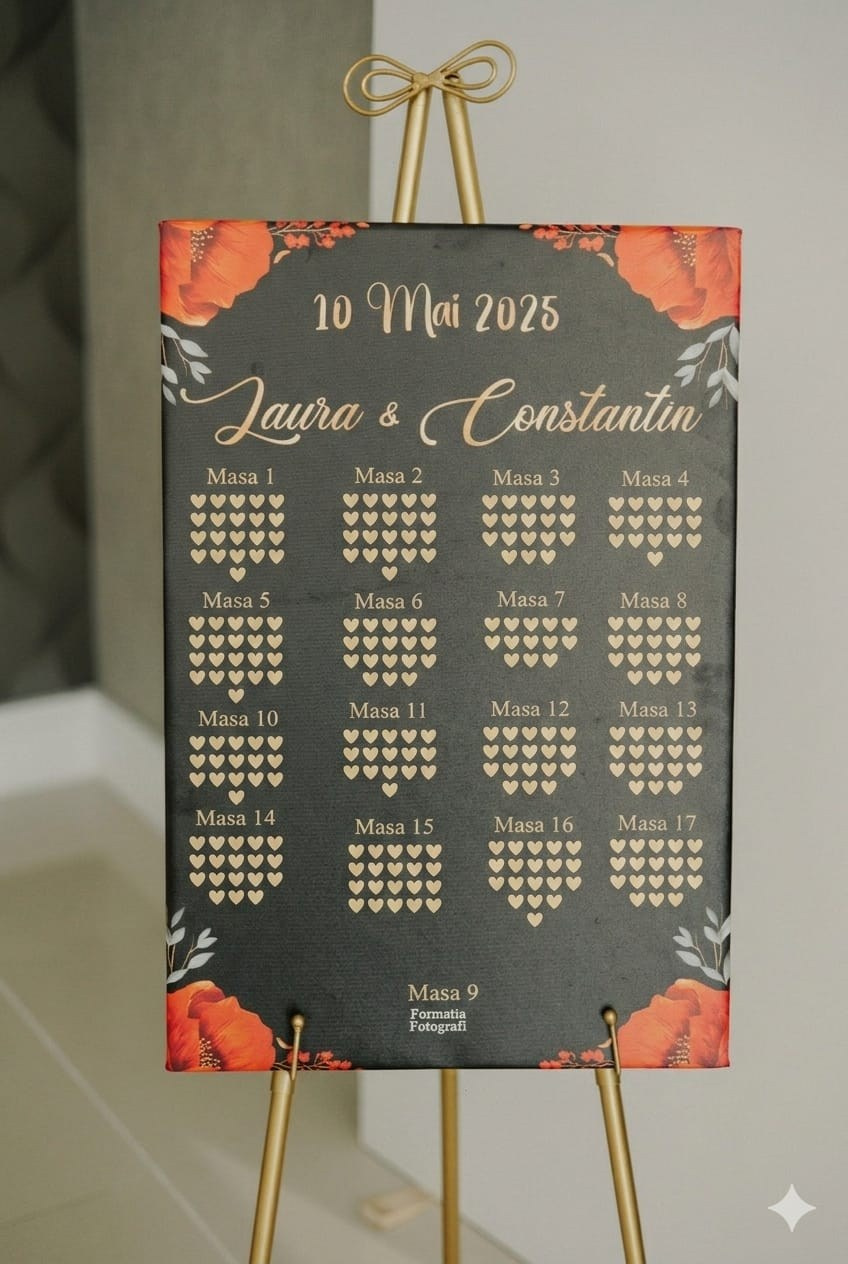 10 Mai 2025
Laura & Constantin
Masa 1 Masa 2 Masa 3 Masa 4
Masa 5 Masa 6 Masa 7 Masa 8
Masa 10 Masa 11 Masa 12 Masa 13
Masa 14 Masa 15 Masa 16 Masa 17
Masa 9
Formatia
Fotografi